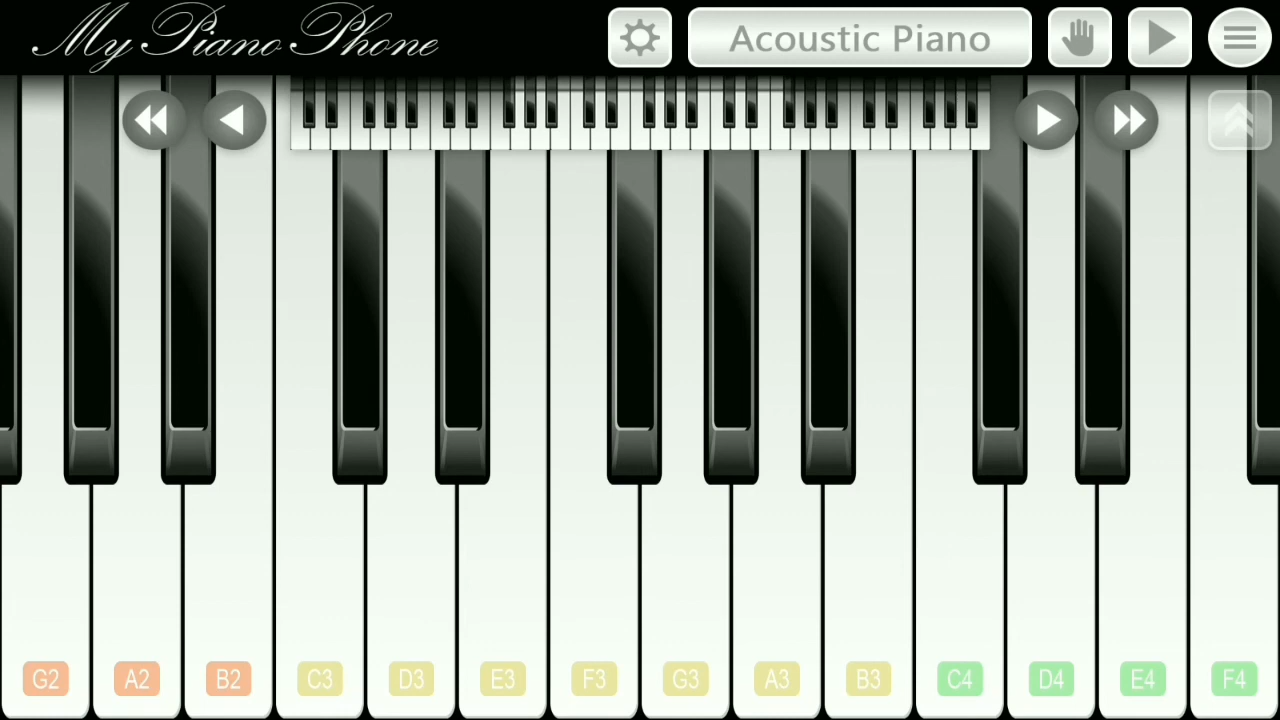 My Piano Phone
Acoustic Piano
G2 A2 B2 C3 D3 E3 F3 G3 A3 B3 C4 D4 E4 F4